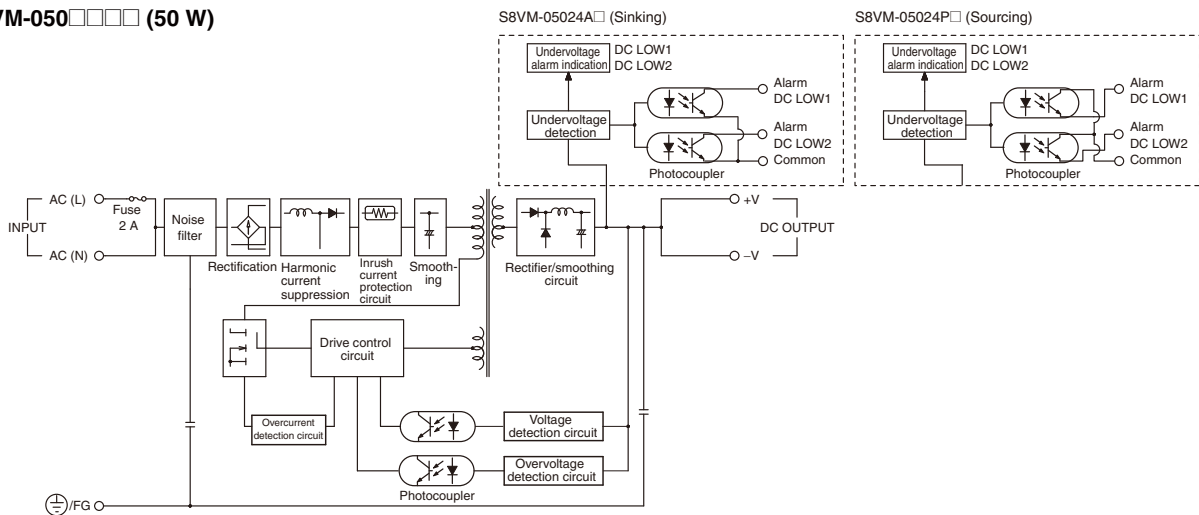 VM-050□□□□ (50 W)
S8VM-05024A□ (Sinking)
Undervoltage
alarm indication
DC LOW1
DC LOW2
Undervoltage
detection
Alarm
DC LOW1
Alarm
DC LOW2
Common
Photocoupler
S8VM-05024P□ (Sourcing)
Undervoltage
alarm indication
DC LOW1
DC LOW2
Undervoltage
detection
Alarm
DC LOW1
Alarm
DC LOW2
Common
Photocoupler
INPUT
AC (L)
AC (N)
Fuse
2 A
Noise
filter
Rectification
Harmonic
current
suppression
Inrush
current
protection
circuit
Smooth-
ing
Rectifier/smoothing
circuit
+V
DC OUTPUT
–V
Drive control
circuit
Overcurrent
detection circuit
Voltage
detection circuit
Overvoltage
detection circuit
Photocoupler
/FG